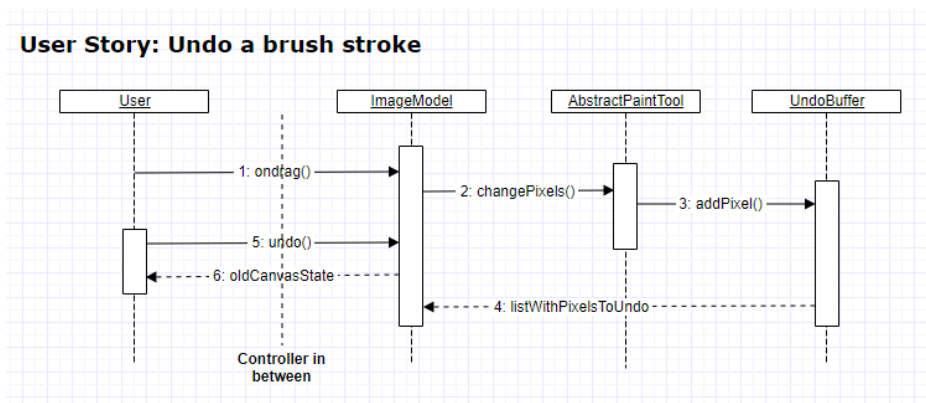 User Story: Undo a brush stroke
User
ImageModel
AbstractPaintTool
UndoBuffer
1: ondrag()
2: changePixels()
3: addPixel()
5: undo()
6: oldCanvasState
4: listWithPixelsToUndo
Controller in
between